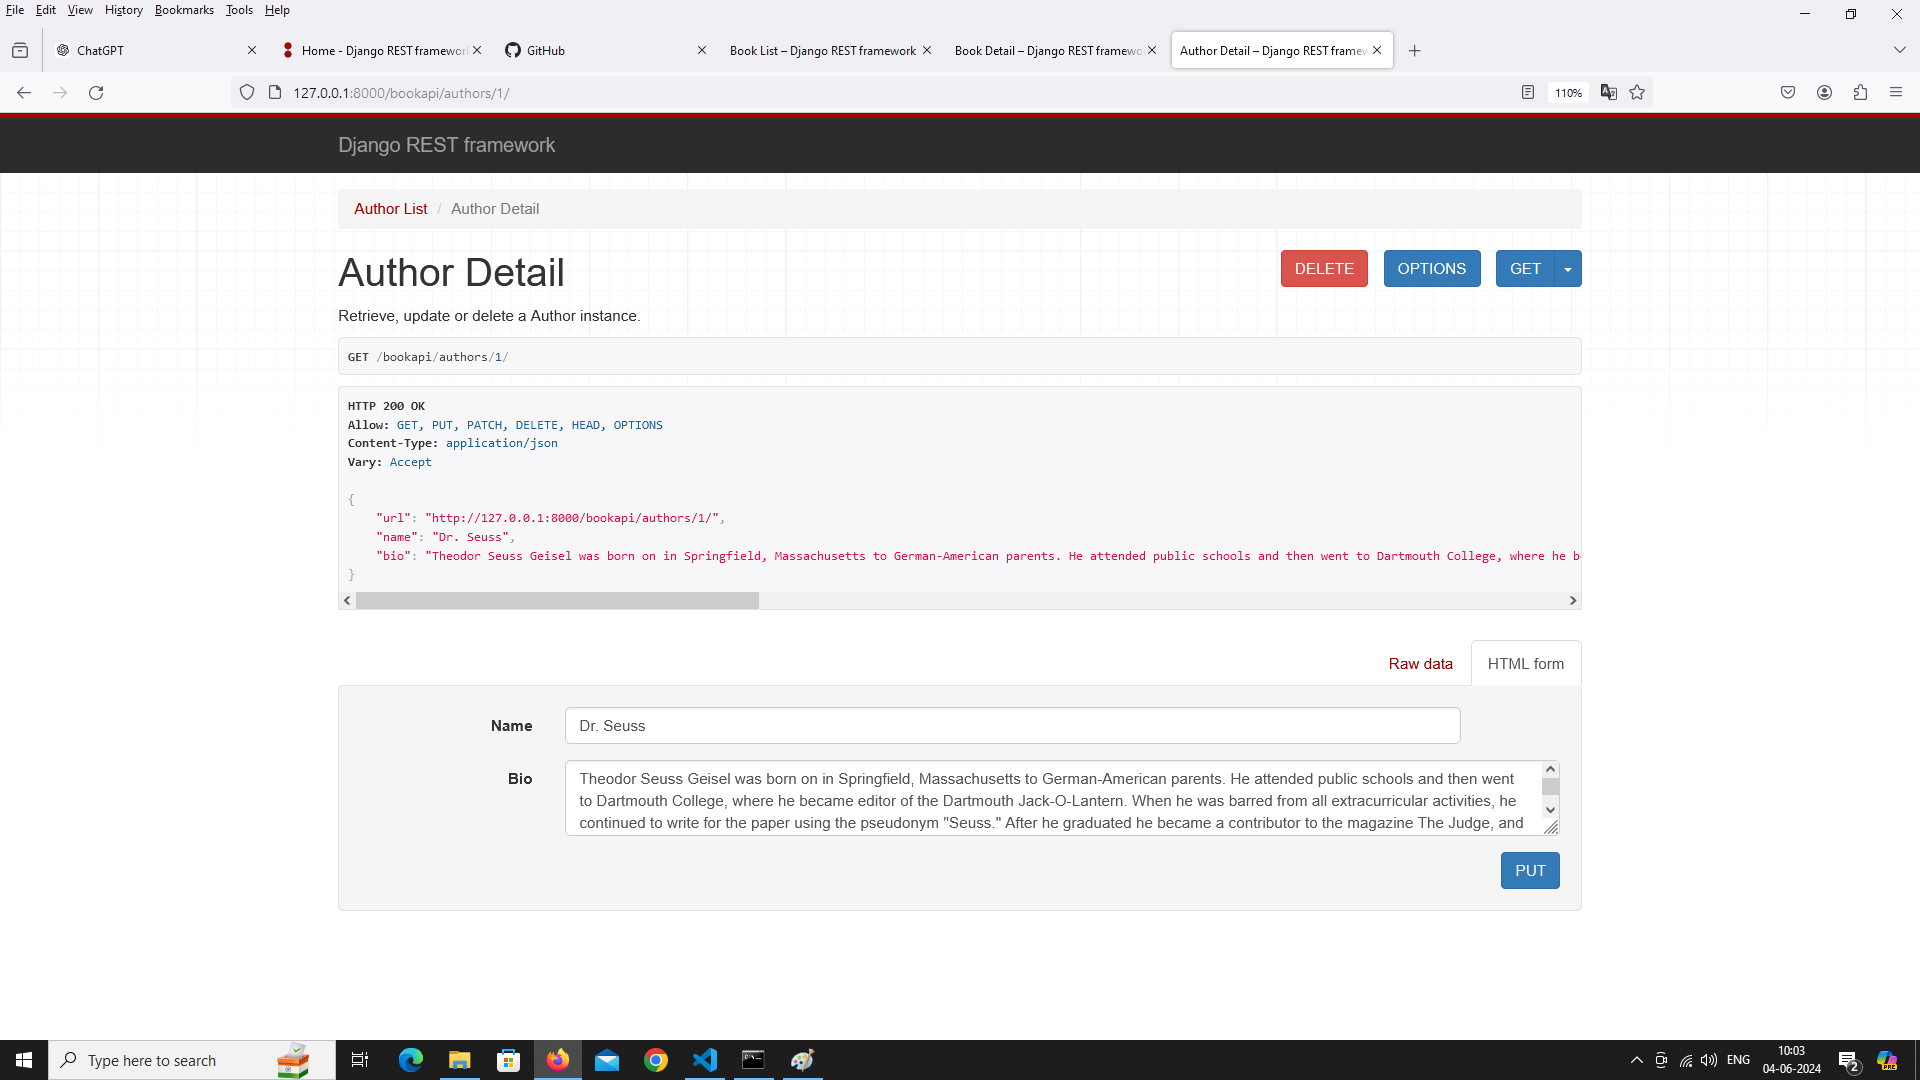 File Edit View History Bookmarks Tools Help
ChatGPT
Home - Django REST framework
GitHub
Book List – Django REST framework
Book Detail – Django REST framewo
Author Detail – Django REST framew
127.0.0.1:8000/bookapi/authors/1/
110%
Django REST framework
Author List / Author Detail
Author Detail
DELETE
OPTIONS
GET
Retrieve, update or delete a Author instance.
GET /bookapi/authors/1/
HTTP 200 OK
Allow: GET, PUT, PATCH, DELETE, HEAD, OPTIONS
Content-Type: application/json
Vary: Accept
{
"url": "http://127.0.0.1:8000/bookapi/authors/1/",
"name": "Dr. Seuss",
"bio": "Theodor Seuss Geisel was born on in Springfield, Massachusetts to German-American parents. He attended public schools and then went to Dartmouth College, where he b
}
Raw data
HTML form
Name
Dr. Seuss
Bio
Theodor Seuss Geisel was born on in Springfield, Massachusetts to German-American parents. He attended public schools and then went
to Dartmouth College, where he became editor of the Dartmouth Jack-O-Lantern. When he was barred from all extracurricular activities, he
continued to write for the paper using the pseudonym "Seuss." After he graduated he became a contributor to the magazine The Judge, and
PUT
Type here to search
ENG
10:03
04-06-2024
2
PRE